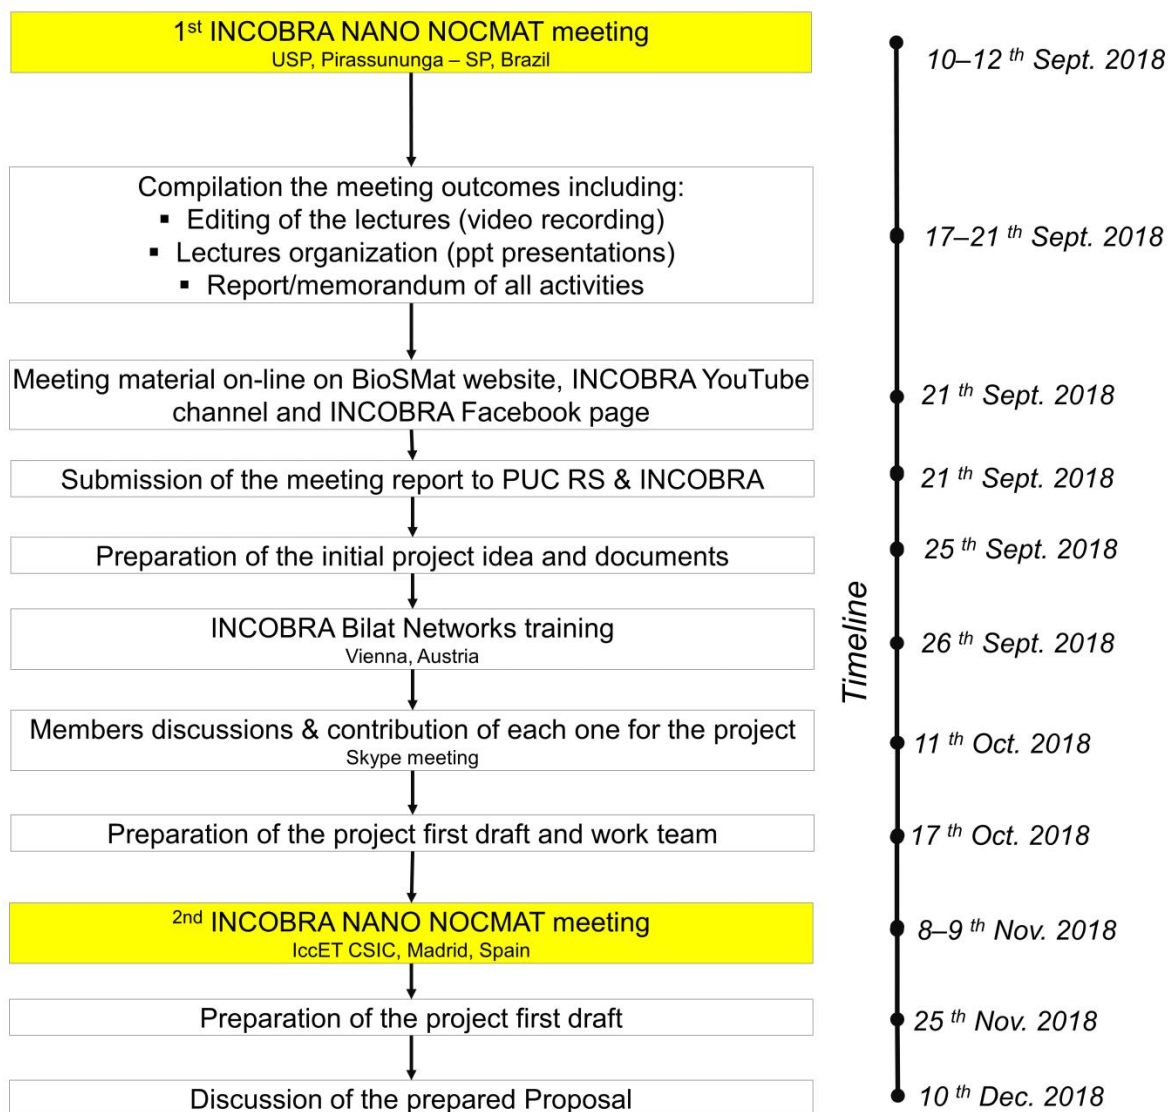 1st INCOBRA NANO NOCMAT meeting
USP, Pirassununga – SP, Brazil
10–12 th Sept. 2018
Compilation the meeting outcomes including:
▪ Editing of the lectures (video recording)
▪ Lectures organization (ppt presentations)
▪ Report/memorandum of all activities
17–21 th Sept. 2018
Meeting material on-line on BioSMat website, INCOBRA YouTube
channel and INCOBRA Facebook page
21 th Sept. 2018
Submission of the meeting report to PUC RS & INCOBRA
21 th Sept. 2018
Preparation of the initial project idea and documents
25 th Sept. 2018
INCOBRA Bilat Networks training
Vienna, Austria
26 th Sept. 2018
Timeline
Members discussions & contribution of each one for the project
Skype meeting
11 th Oct. 2018
Preparation of the project first draft and work team
17 th Oct. 2018
2nd INCOBRA NANO NOCMAT meeting
IccET CSIC, Madrid, Spain
8–9 th Nov. 2018
Preparation of the project first draft
25 th Nov. 2018
Discussion of the prepared Proposal
10 th Dec. 2018